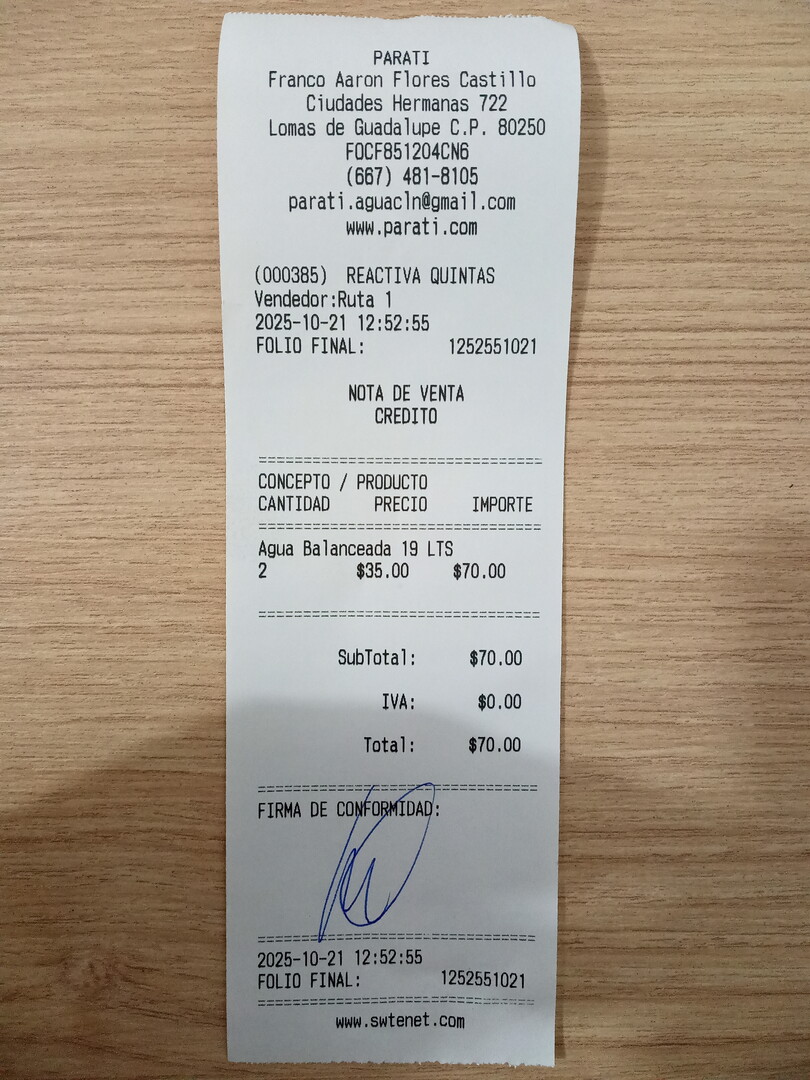 PARATI
Franco Aaron Flores Castillo
Ciudades Hermanas 722
Lomas de Guadalupe C.P. 80250
FOCF851204CN6
(667) 481-8105
parati.aguacln@gmail.com
www.parati.com
(000385) REACTIVA QUINTAS
Vendedor:Ruta 1
2025-10-21 12:52:55
FOLIO FINAL: 1252551021
NOTA DE VENTA
CREDITO
================================
CONCEPTO / PRODUCTO
CANTIDAD PRECIO IMPORTE
================================
Agua Balanceada 19 LTS
2 $35.00 $70.00
================================
SubTotal: $70.00
IVA: $0.00
Total: $70.00
================================
FIRMA DE CONFORMIDAD:
================================
2025-10-21 12:52:55
FOLIO FINAL: 1252551021
================================
www.swtenet.com